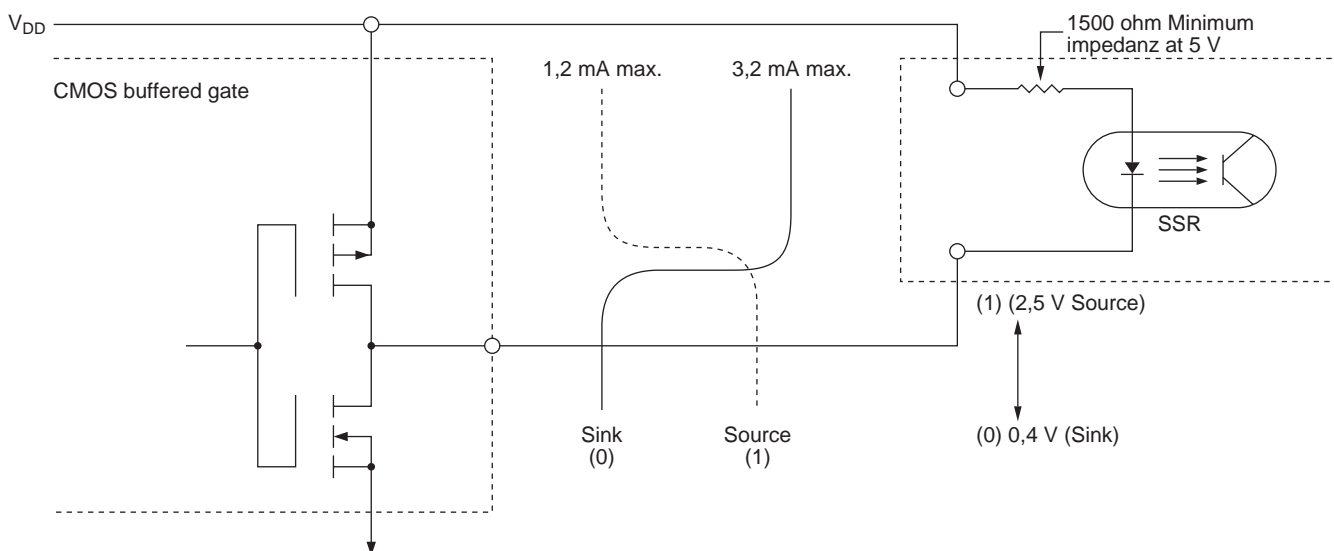 V_DD
1500 ohm Minimum
impedanz at 5 V
CMOS buffered gate
1,2 mA max.
3,2 mA max.
SSR
(1) (2,5 V Source)
Sink
(0)
Source
(1)
(0) 0,4 V (Sink)